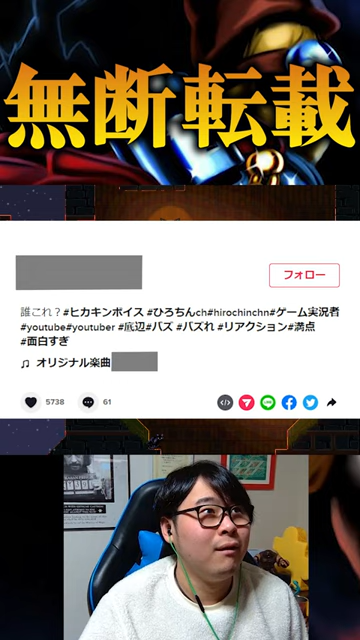 無断転載
フォロー
誰これ？#ヒカキンボイス #ひろちんch#hirochinchn#ゲーム実況者
#youtube#youtuber #底辺#バズ #バズれ #リアクション#満点
#面白すぎ
♫ オリジナル楽曲
5738 61